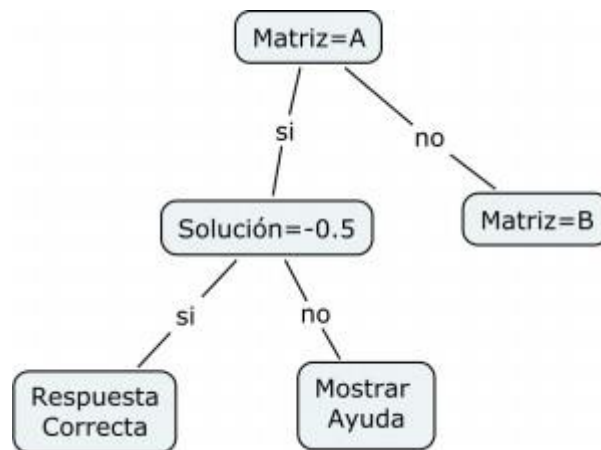 Matriz=A
si
no
Solución=-0.5
Matriz=B
si
no
Respuesta
Correcta
Mostrar
Ayuda